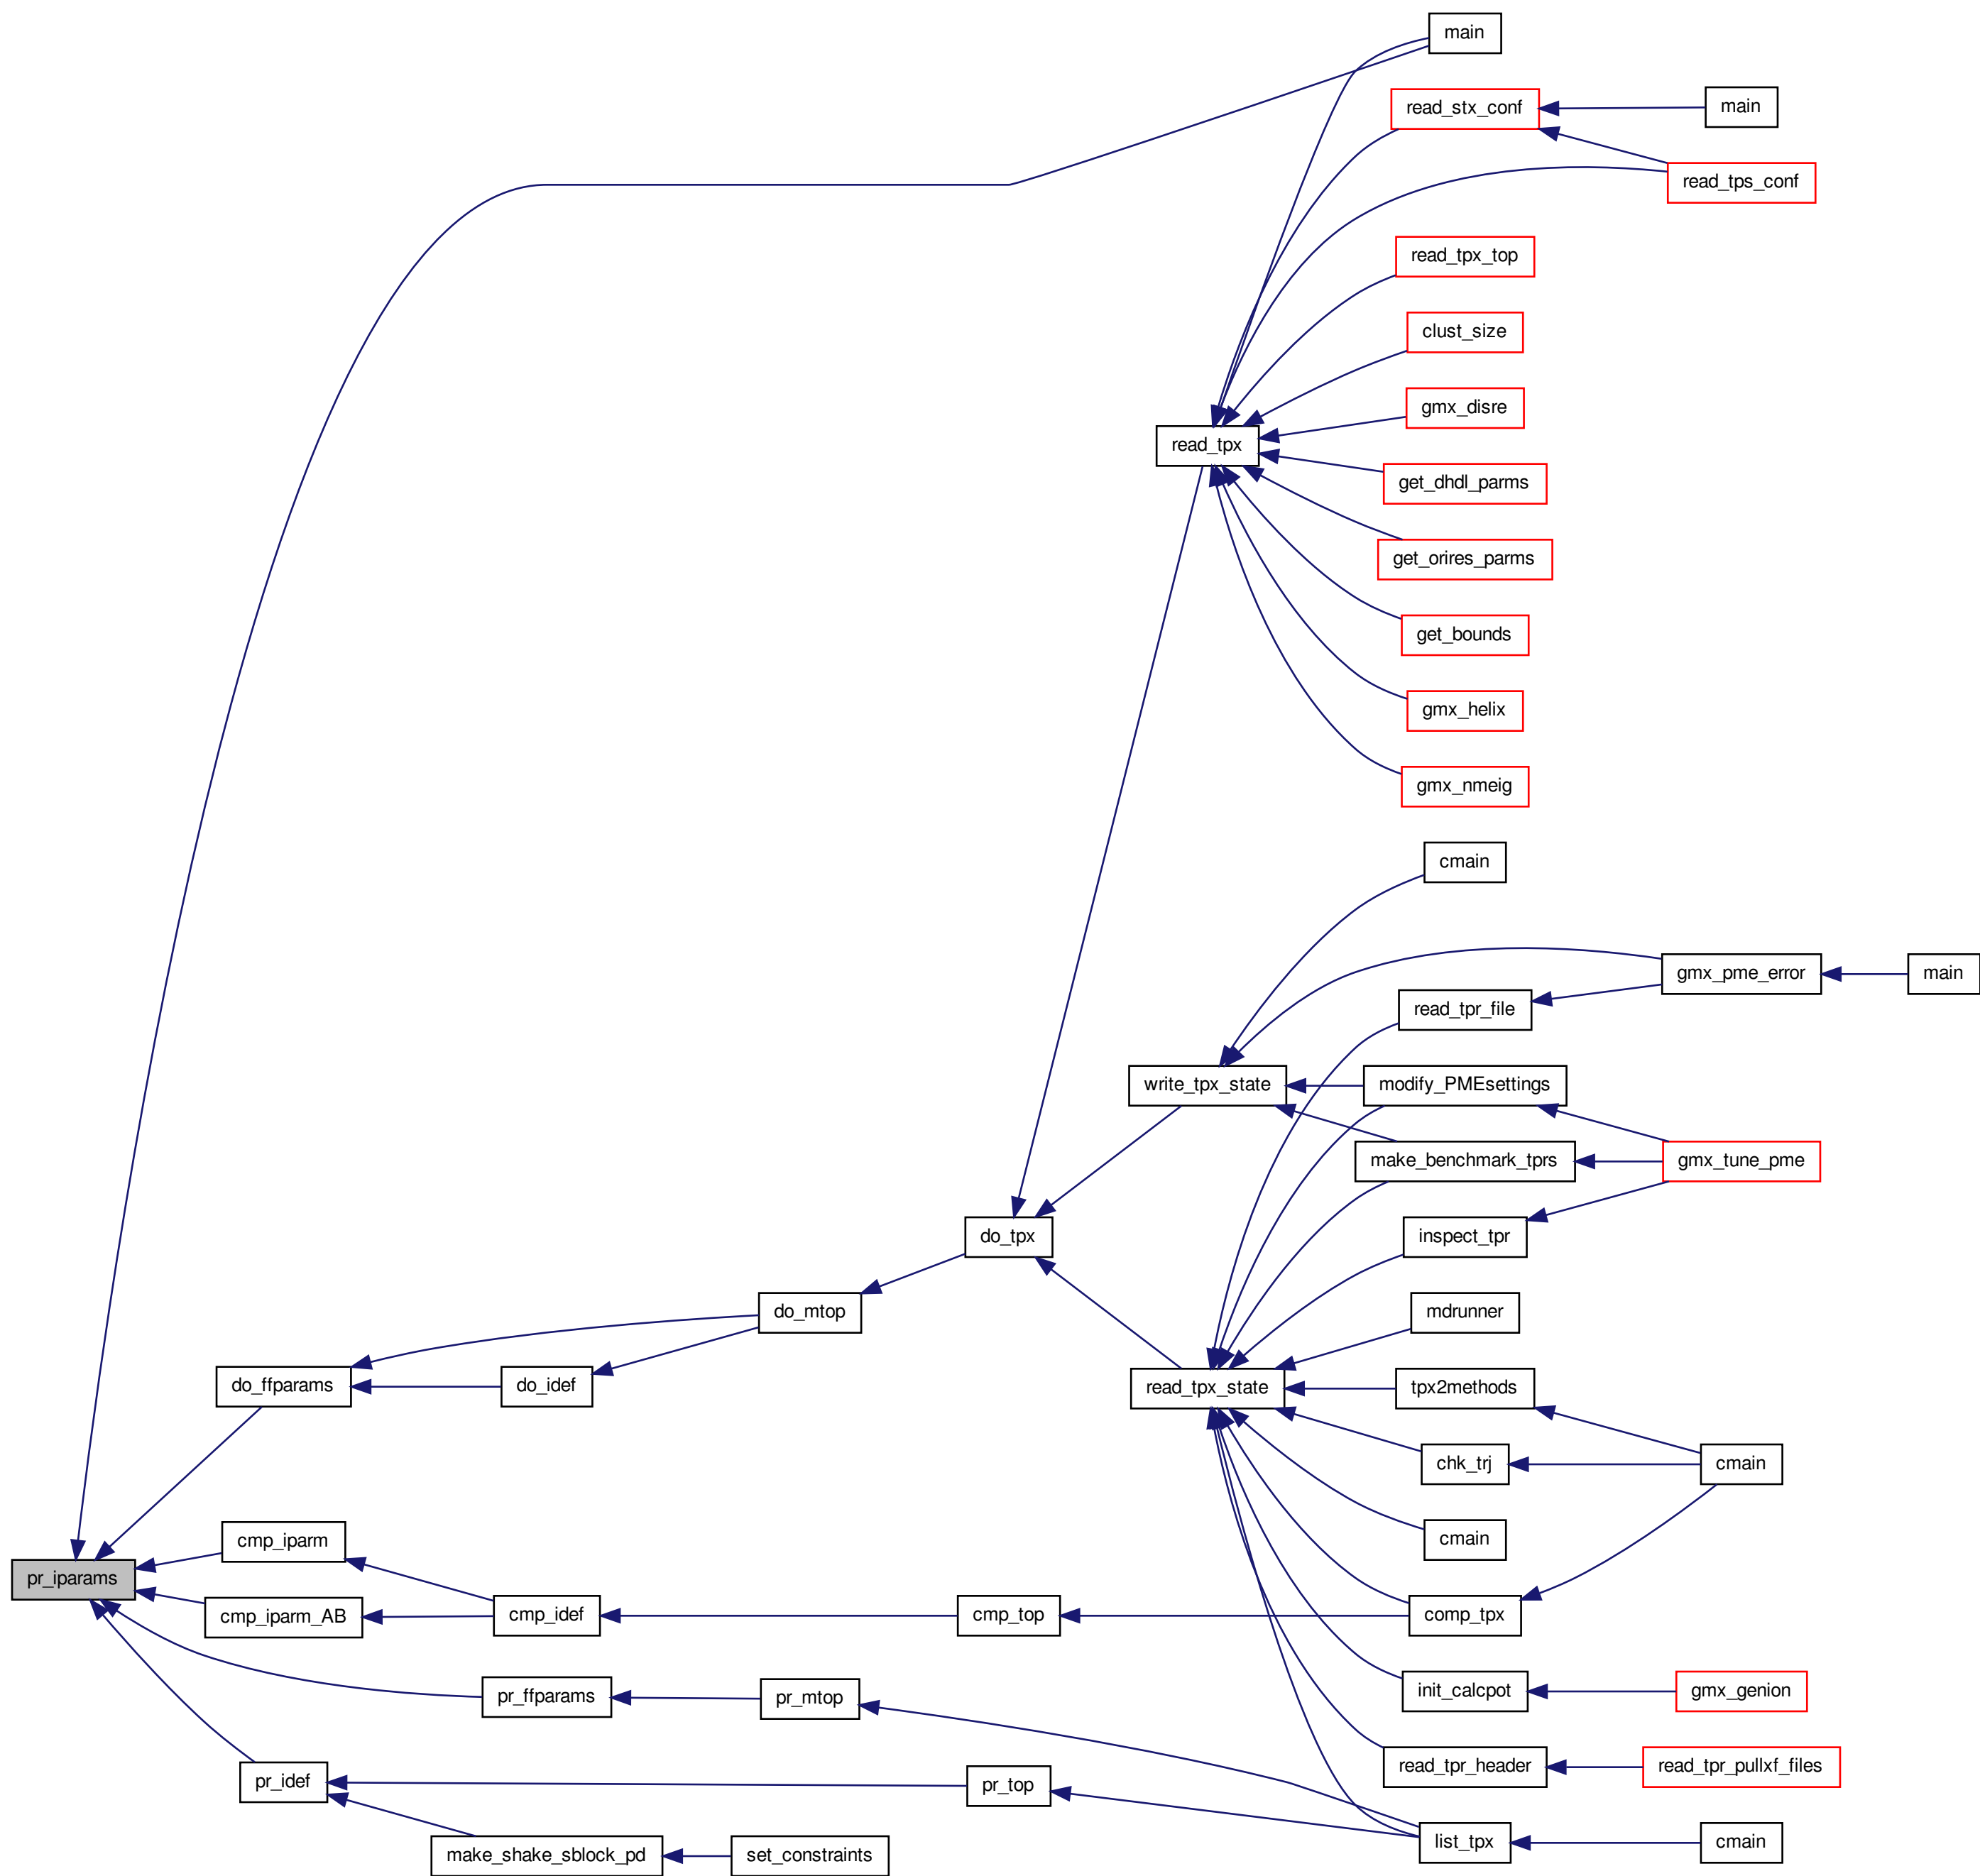 main
read_stx_conf
main
read_tps_conf
read_tpx_top
clust_size
gmx_disre
read_tpx
get_dhdl_parms
get_orires_parms
get_bounds
gmx_helix
gmx_nmeig
cmain
gmx_pme_error
main
read_tpr_file
write_tpx_state
modify_PMEsettings
make_benchmark_tprs
gmx_tune_pme
do_tpx
inspect_tpr
do_mtop
mdrunner
do_ffparams
do_idef
read_tpx_state
tpx2methods
chk_trj
cmain
cmp_iparm
cmain
pr_iparams
cmp_iparm_AB
cmp_idef
cmp_top
comp_tpx
pr_ffparams
pr_mtop
init_calcpot
gmx_genion
pr_idef
pr_top
read_tpr_header
read_tpr_pullxf_files
make_shake_sblock_pd
set_constraints
list_tpx
cmain